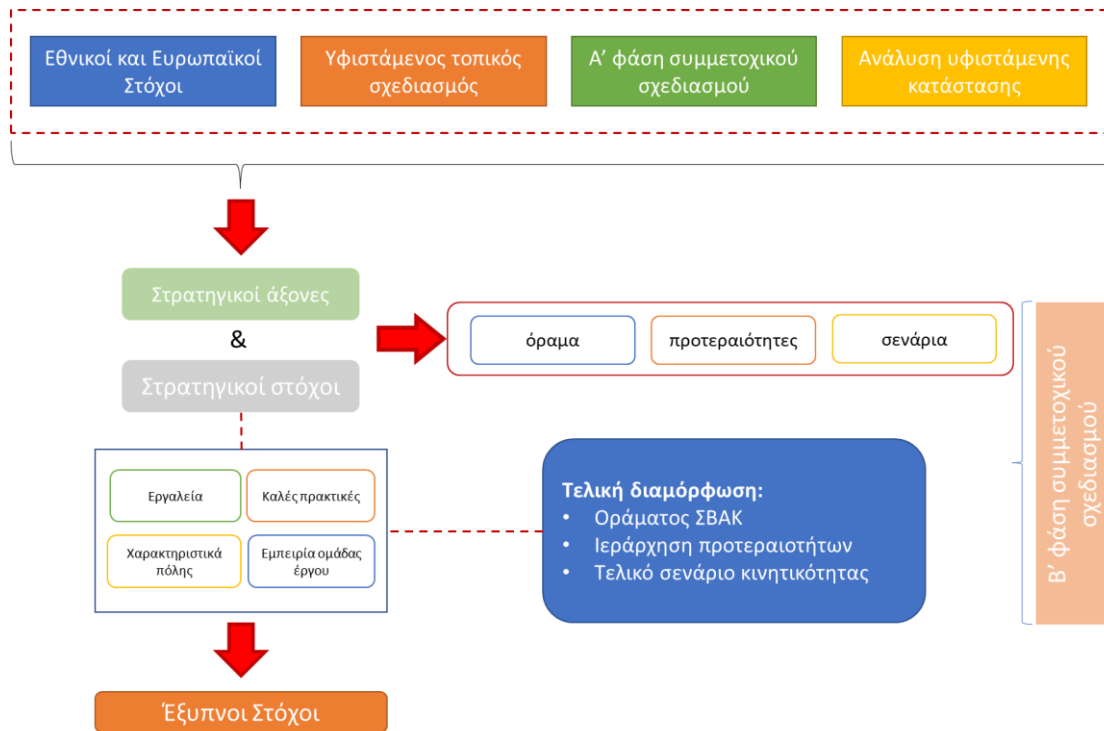 Εθνικοί και Ευρωπαϊκοί
Στόχοι
Υφιστάμενος τοπικός
σχεδιασμός
Α' φάση συμμετοχικού
σχεδιασμού
Ανάλυση υφιστάμενης
κατάστασης
Στρατηγικοί άξονες
&
Στρατηγικοί στόχοι
όραμα
προτεραιότητες
σενάρια
Β' φάση συμμετοχικού
σχεδιασμού
Εργαλεία
Καλές πρακτικές
Χαρακτηριστικά
πόλης
Εμπειρία ομάδας
έργου
Τελική διαμόρφωση:
• Οράματος ΣΒΑΚ
• Ιεράρχηση προτεραιοτήτων
• Τελικό σενάριο κινητικότητας
Έξυπνοι Στόχοι